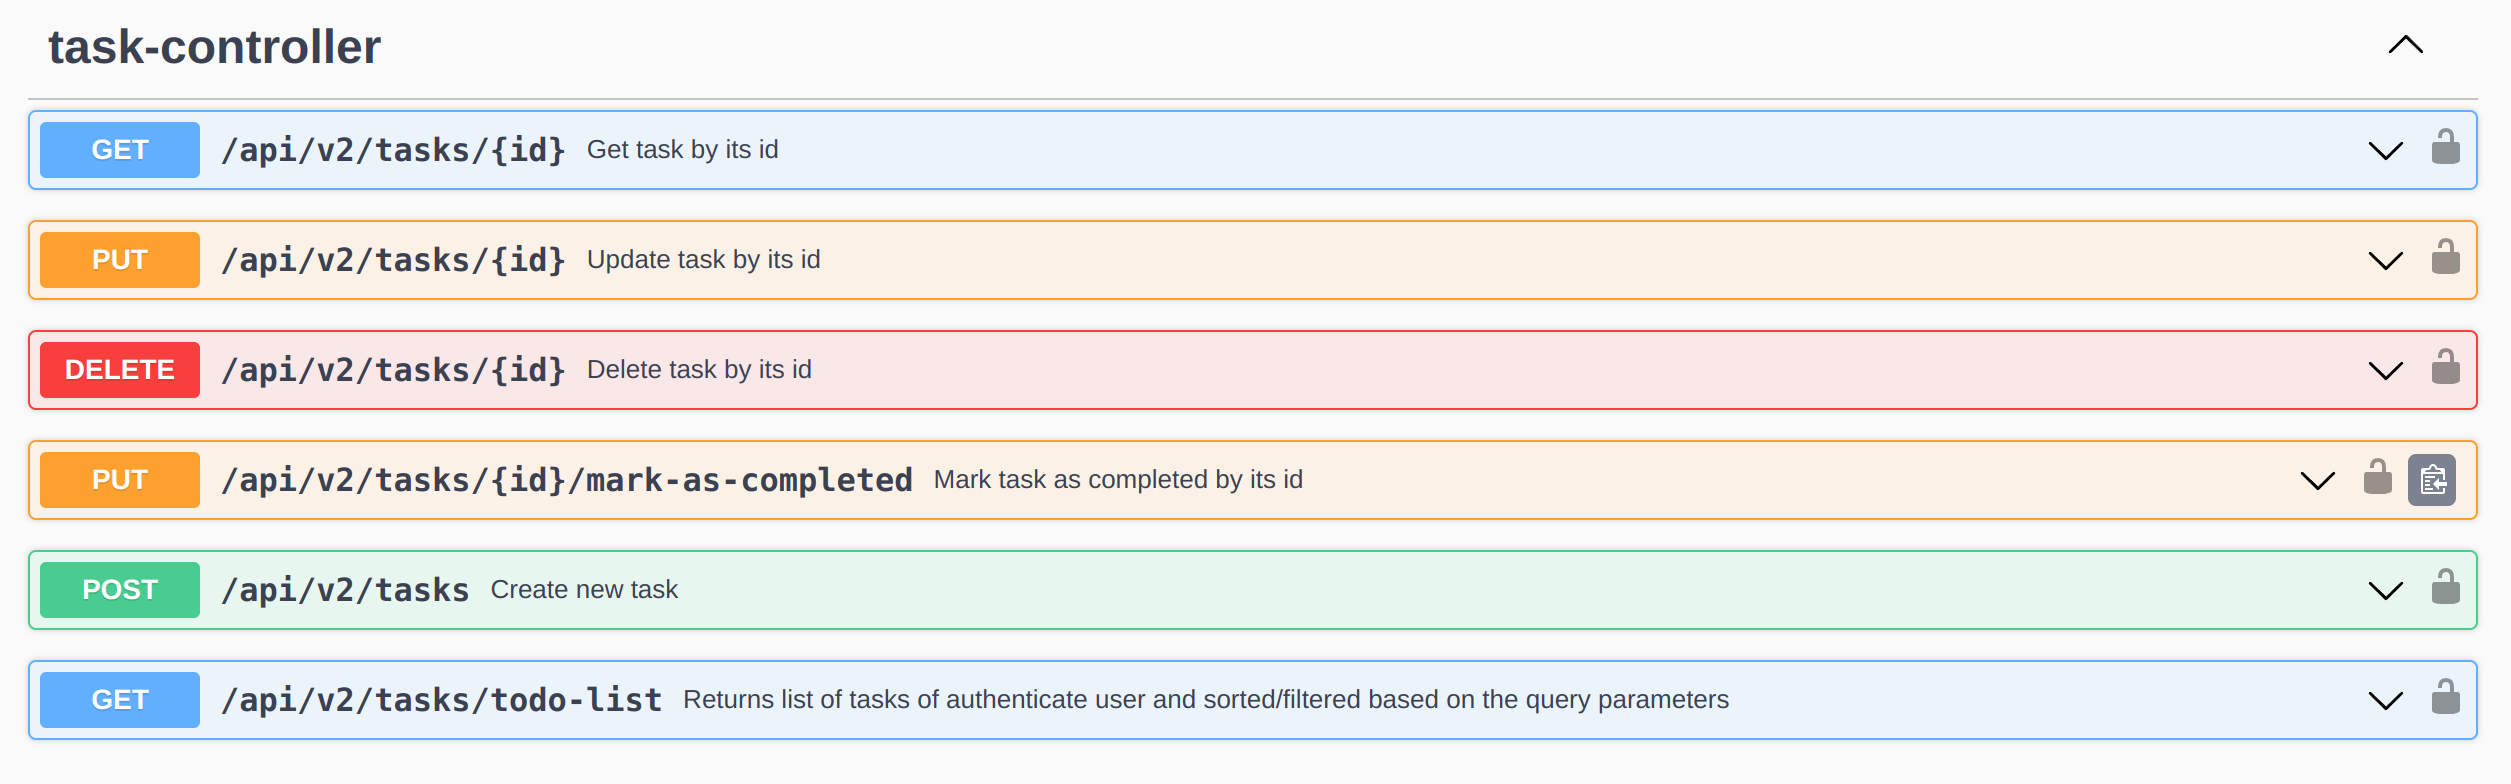 task-controller
GET /api/v2/tasks/{id} Get task by its id
PUT /api/v2/tasks/{id} Update task by its id
DELETE /api/v2/tasks/{id} Delete task by its id
PUT /api/v2/tasks/{id}/mark-as-completed Mark task as completed by its id
POST /api/v2/tasks Create new task
GET /api/v2/tasks/todo-list Returns list of tasks of authenticate user and sorted/filtered based on the query parameters